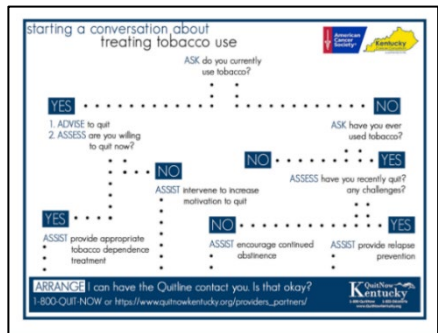 starting a conversation about
treating tobacco use
American
Cancer
Society
Kentucky
ASK do you currently
use tobacco?
YES
NO
1. ADVISE to quit
2. ASSESS are you willing
to quit now?
ASK have you ever
used tobacco?
NO
YES
NO
ASSIST intervene to increase
motivation to quit
ASSESS have you recently quit?
any challenges?
YES
ASSIST provide appropriate
tobacco dependence
treatment
NO
ASSIST encourage continued
abstinence
YES
ASSIST provide relapse
prevention
ARRANGE I can have the Quitline contact you. Is that okay?
1-800-QUIT-NOW or https://www.quitnowkentucky.org/providers_partners/
QuitNow
Kentucky